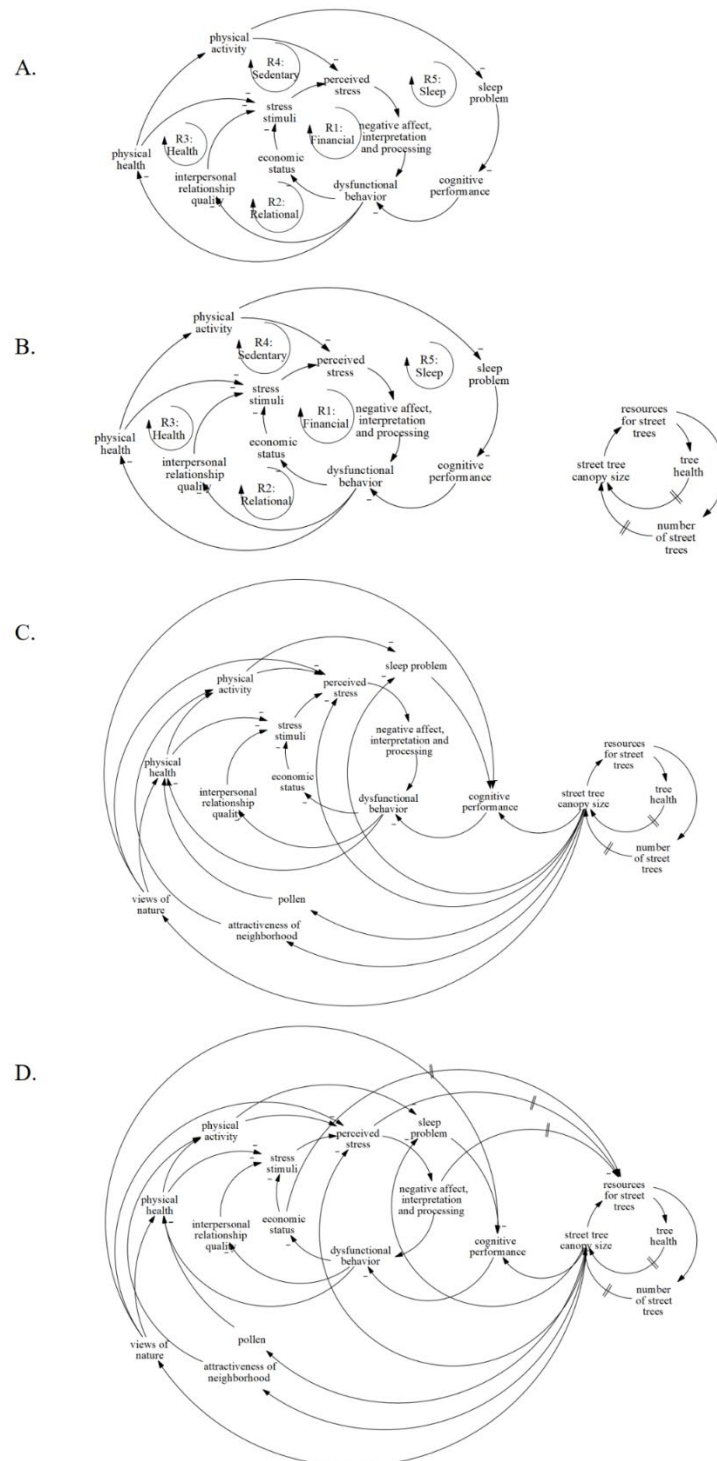 A.
physical
activity
R4:
Sedentary
perceived
stress
R5:
Sleep
sleep
problem
stress
stimuli
R3:
Health
R1:
Financial
negative affect,
interpretation
and processing
physical
health
economic
status
interpersonal
relationship
quality
R2:
Relational
dysfunctional
behavior
cognitive
performance
B.
physical
activity
R4:
Sedentary
perceived
stress
R5:
Sleep
sleep
problem
stress
stimuli
R3:
Health
R1:
Financial
negative affect,
interpretation
and processing
physical
health
economic
status
interpersonal
relationship
quality
R2:
Relational
dysfunctional
behavior
cognitive
performance
resources
for street
trees
street tree
canopy size
tree
health
number
of street
trees
C.
physical
activity
perceived
stress
sleep problem
stress
stimuli
negative affect,
interpretation and
processing
physical
health
economic
status
interpersonal
relationship
quality
dysfunctional
behavior
cognitive
performance
street tree
canopy size
resources
for street
trees
tree
health
number
of street
trees
views of
nature
pollen
attractiveness of
neighborhood
D.
physical
activity
perceived
stress
sleep
problem
stress
stimuli
negative affect,
interpretation and
processing
physical
health
interpersonal
relationship
quality
economic
status
dysfunctional
behavior
cognitive
performance
street tree
canopy size
resources
for street
trees
tree
health
number
of street
trees
views
of nature
pollen
attractiveness of
neighborhood